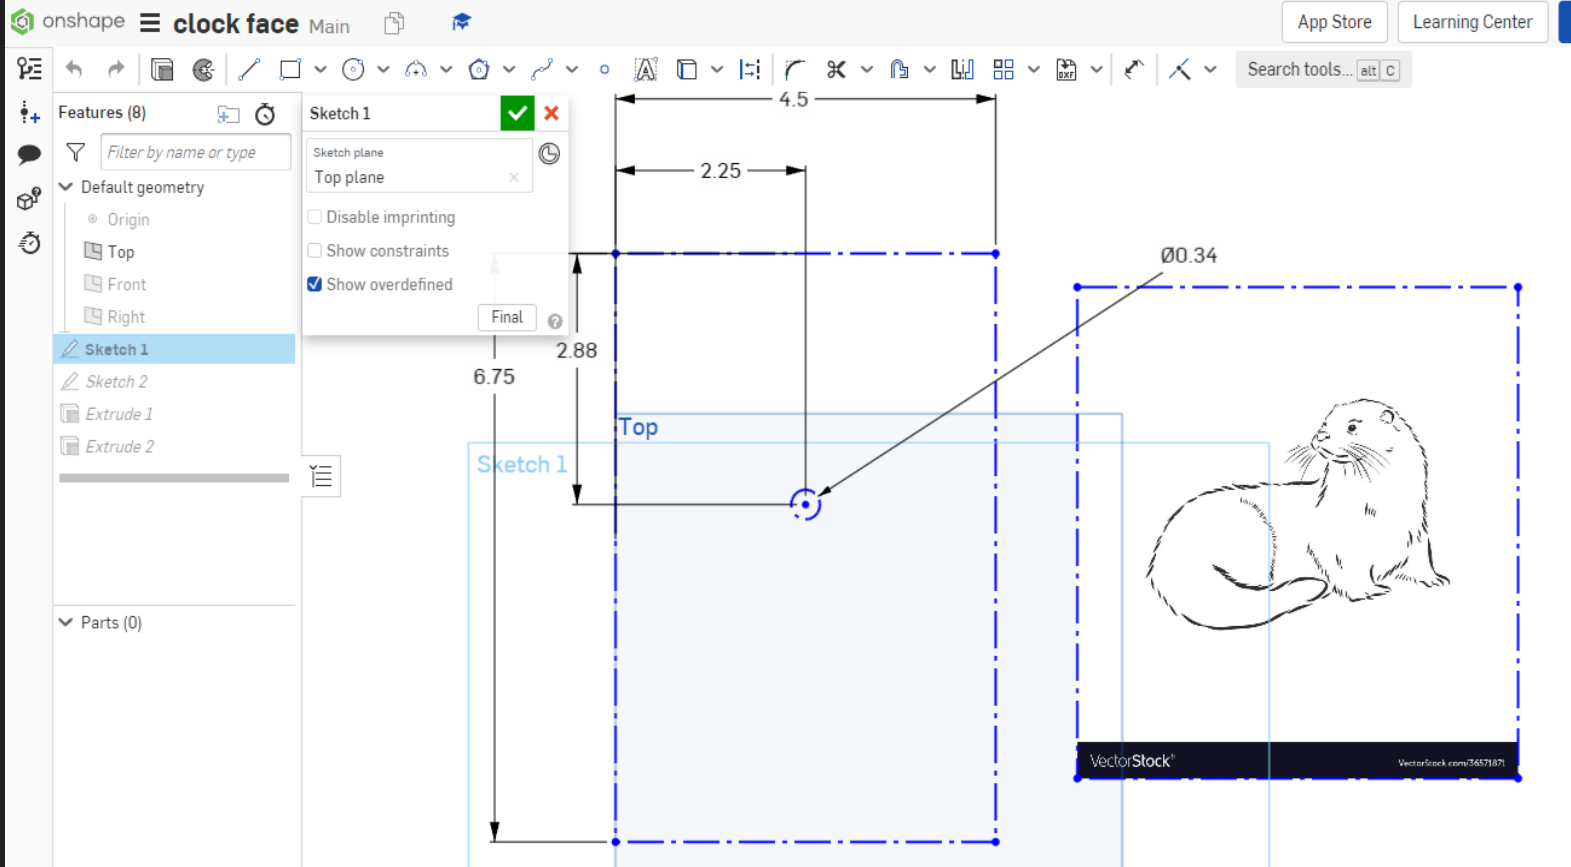 onshape clock face Main App Store Learning Center
Search tools... alt C
Features (8)
Filter by name or type
Default geometry
Origin
Top
Front
Right
Sketch 1
Sketch 2
Extrude 1
Extrude 2
Parts (0)
Sketch 1
Sketch plane
Top plane
Disable imprinting
Show constraints
Show overdefined
Final
4.5
2.25
Ø0.34
2.88
6.75
Top
Sketch 1
VectorStock® VectorStock.com/36571871